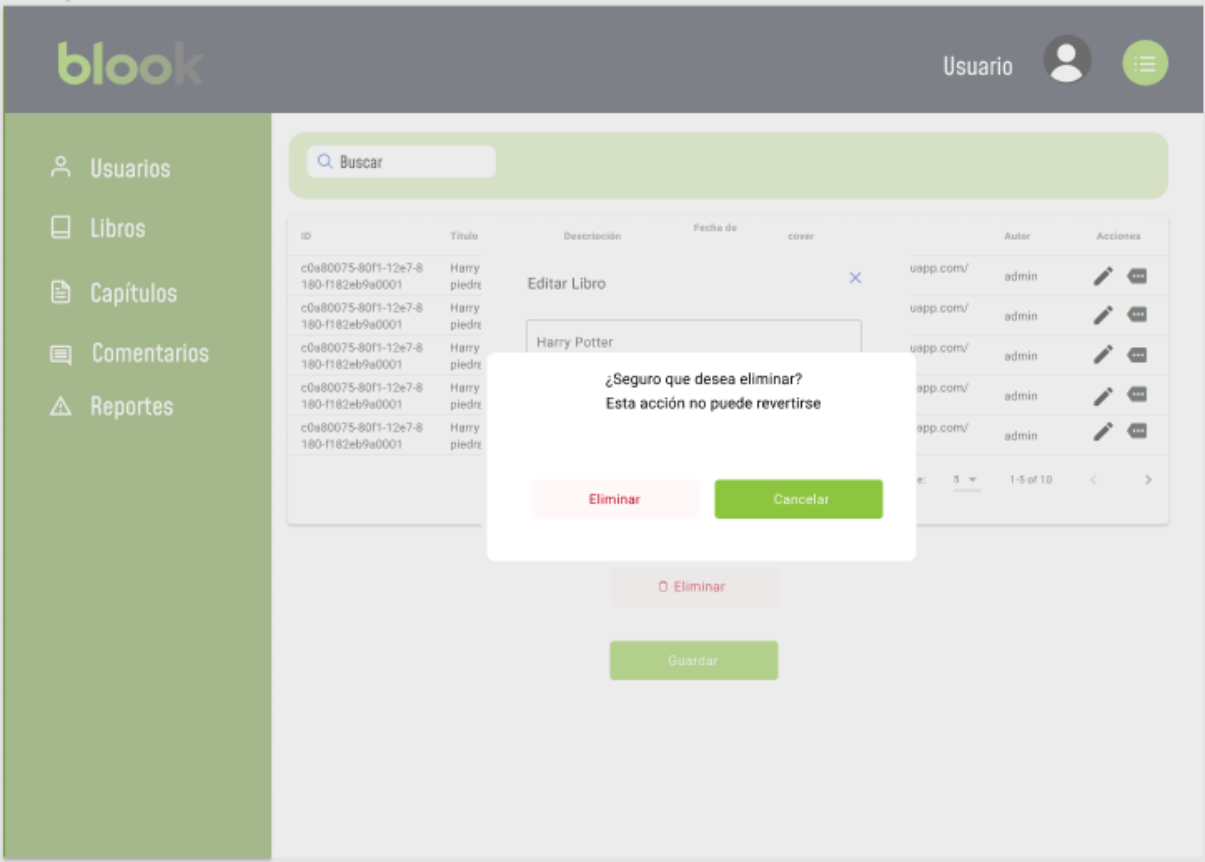 blook
Usuario
Usuarios
Libros
Capítulos
Comentarios
Reportes
Buscar
ID Titulo Descripción Fecha de cover Autor Acciones
c0a80075-80f1-12e7-8 Harry uapp.com/ admin
180-f182eb9a0001 piedra
c0a80075-80f1-12e7-8 Harry uapp.com/ admin
180-f182eb9a0001 piedra
c0a80075-80f1-12e7-8 Harry uapp.com/ admin
180-f182eb9a0001 piedra
c0a80075-80f1-12e7-8 Harry app.com/ admin
180-f182eb9a0001 piedra
c0a80075-80f1-12e7-8 Harry app.com/ admin
180-f182eb9a0001 piedra
e: 5 1-5 of 10
Editar Libro
Harry Potter
¿Seguro que desea eliminar?
Esta acción no puede revertirse
Eliminar Cancelar
Eliminar
Guardar